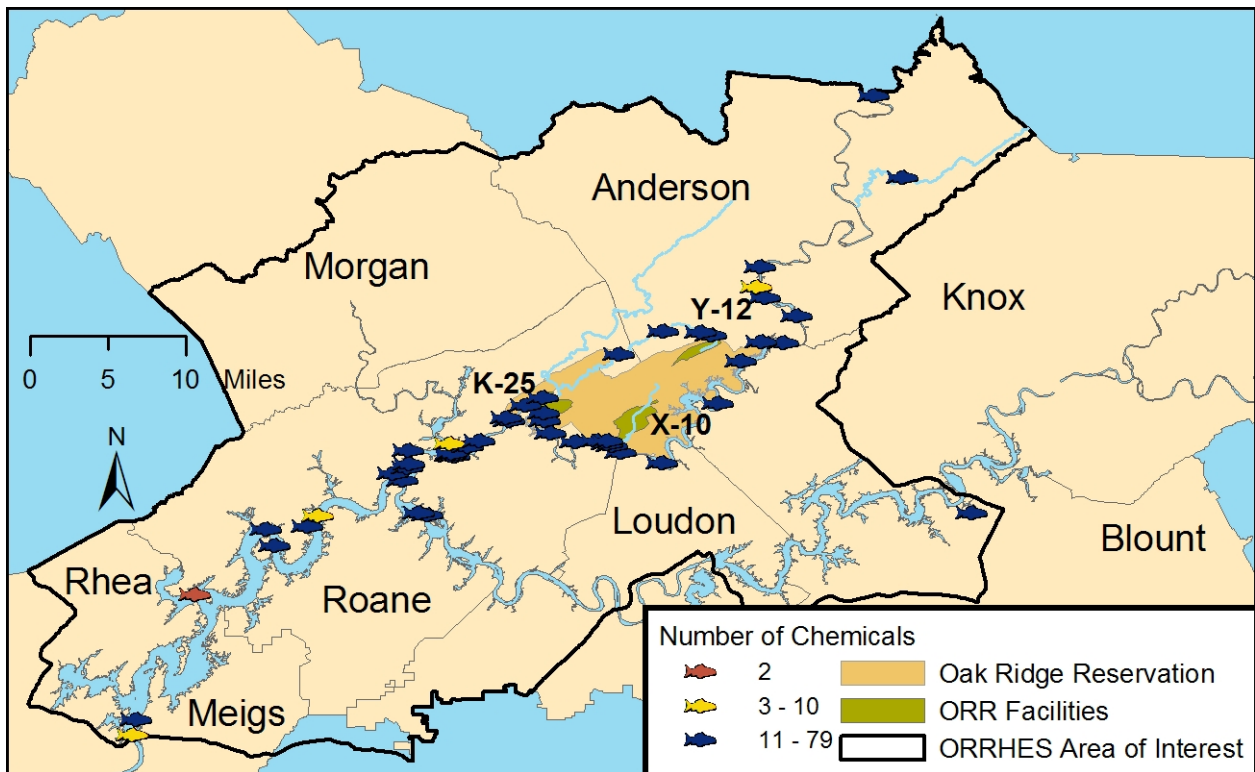 Anderson
Morgan
Knox
Y-12
0 5 10 Miles
K-25
X-10
N
Loudon
Blount
Rhea
Roane
Meigs
Number of Chemicals
2
3 - 10
11 - 79
Oak Ridge Reservation
ORR Facilities
ORRHES Area of Interest